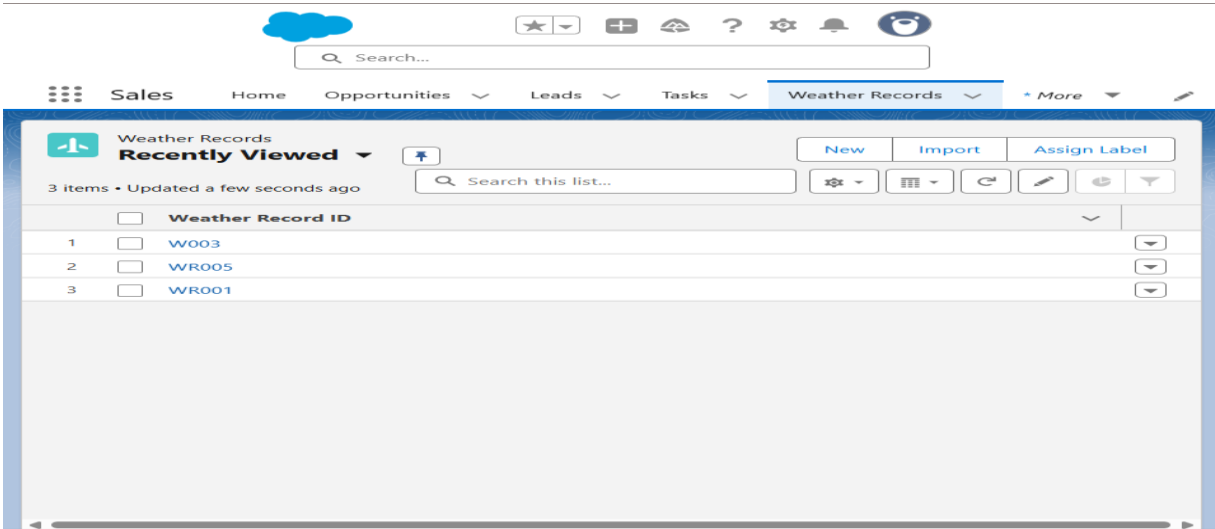 Search...
Sales Home Opportunities Leads Tasks Weather Records * More
Weather Records
Recently Viewed
New Import Assign Label
3 items • Updated a few seconds ago
Search this list...
Weather Record ID
1 W003
2 WR005
3 WR001